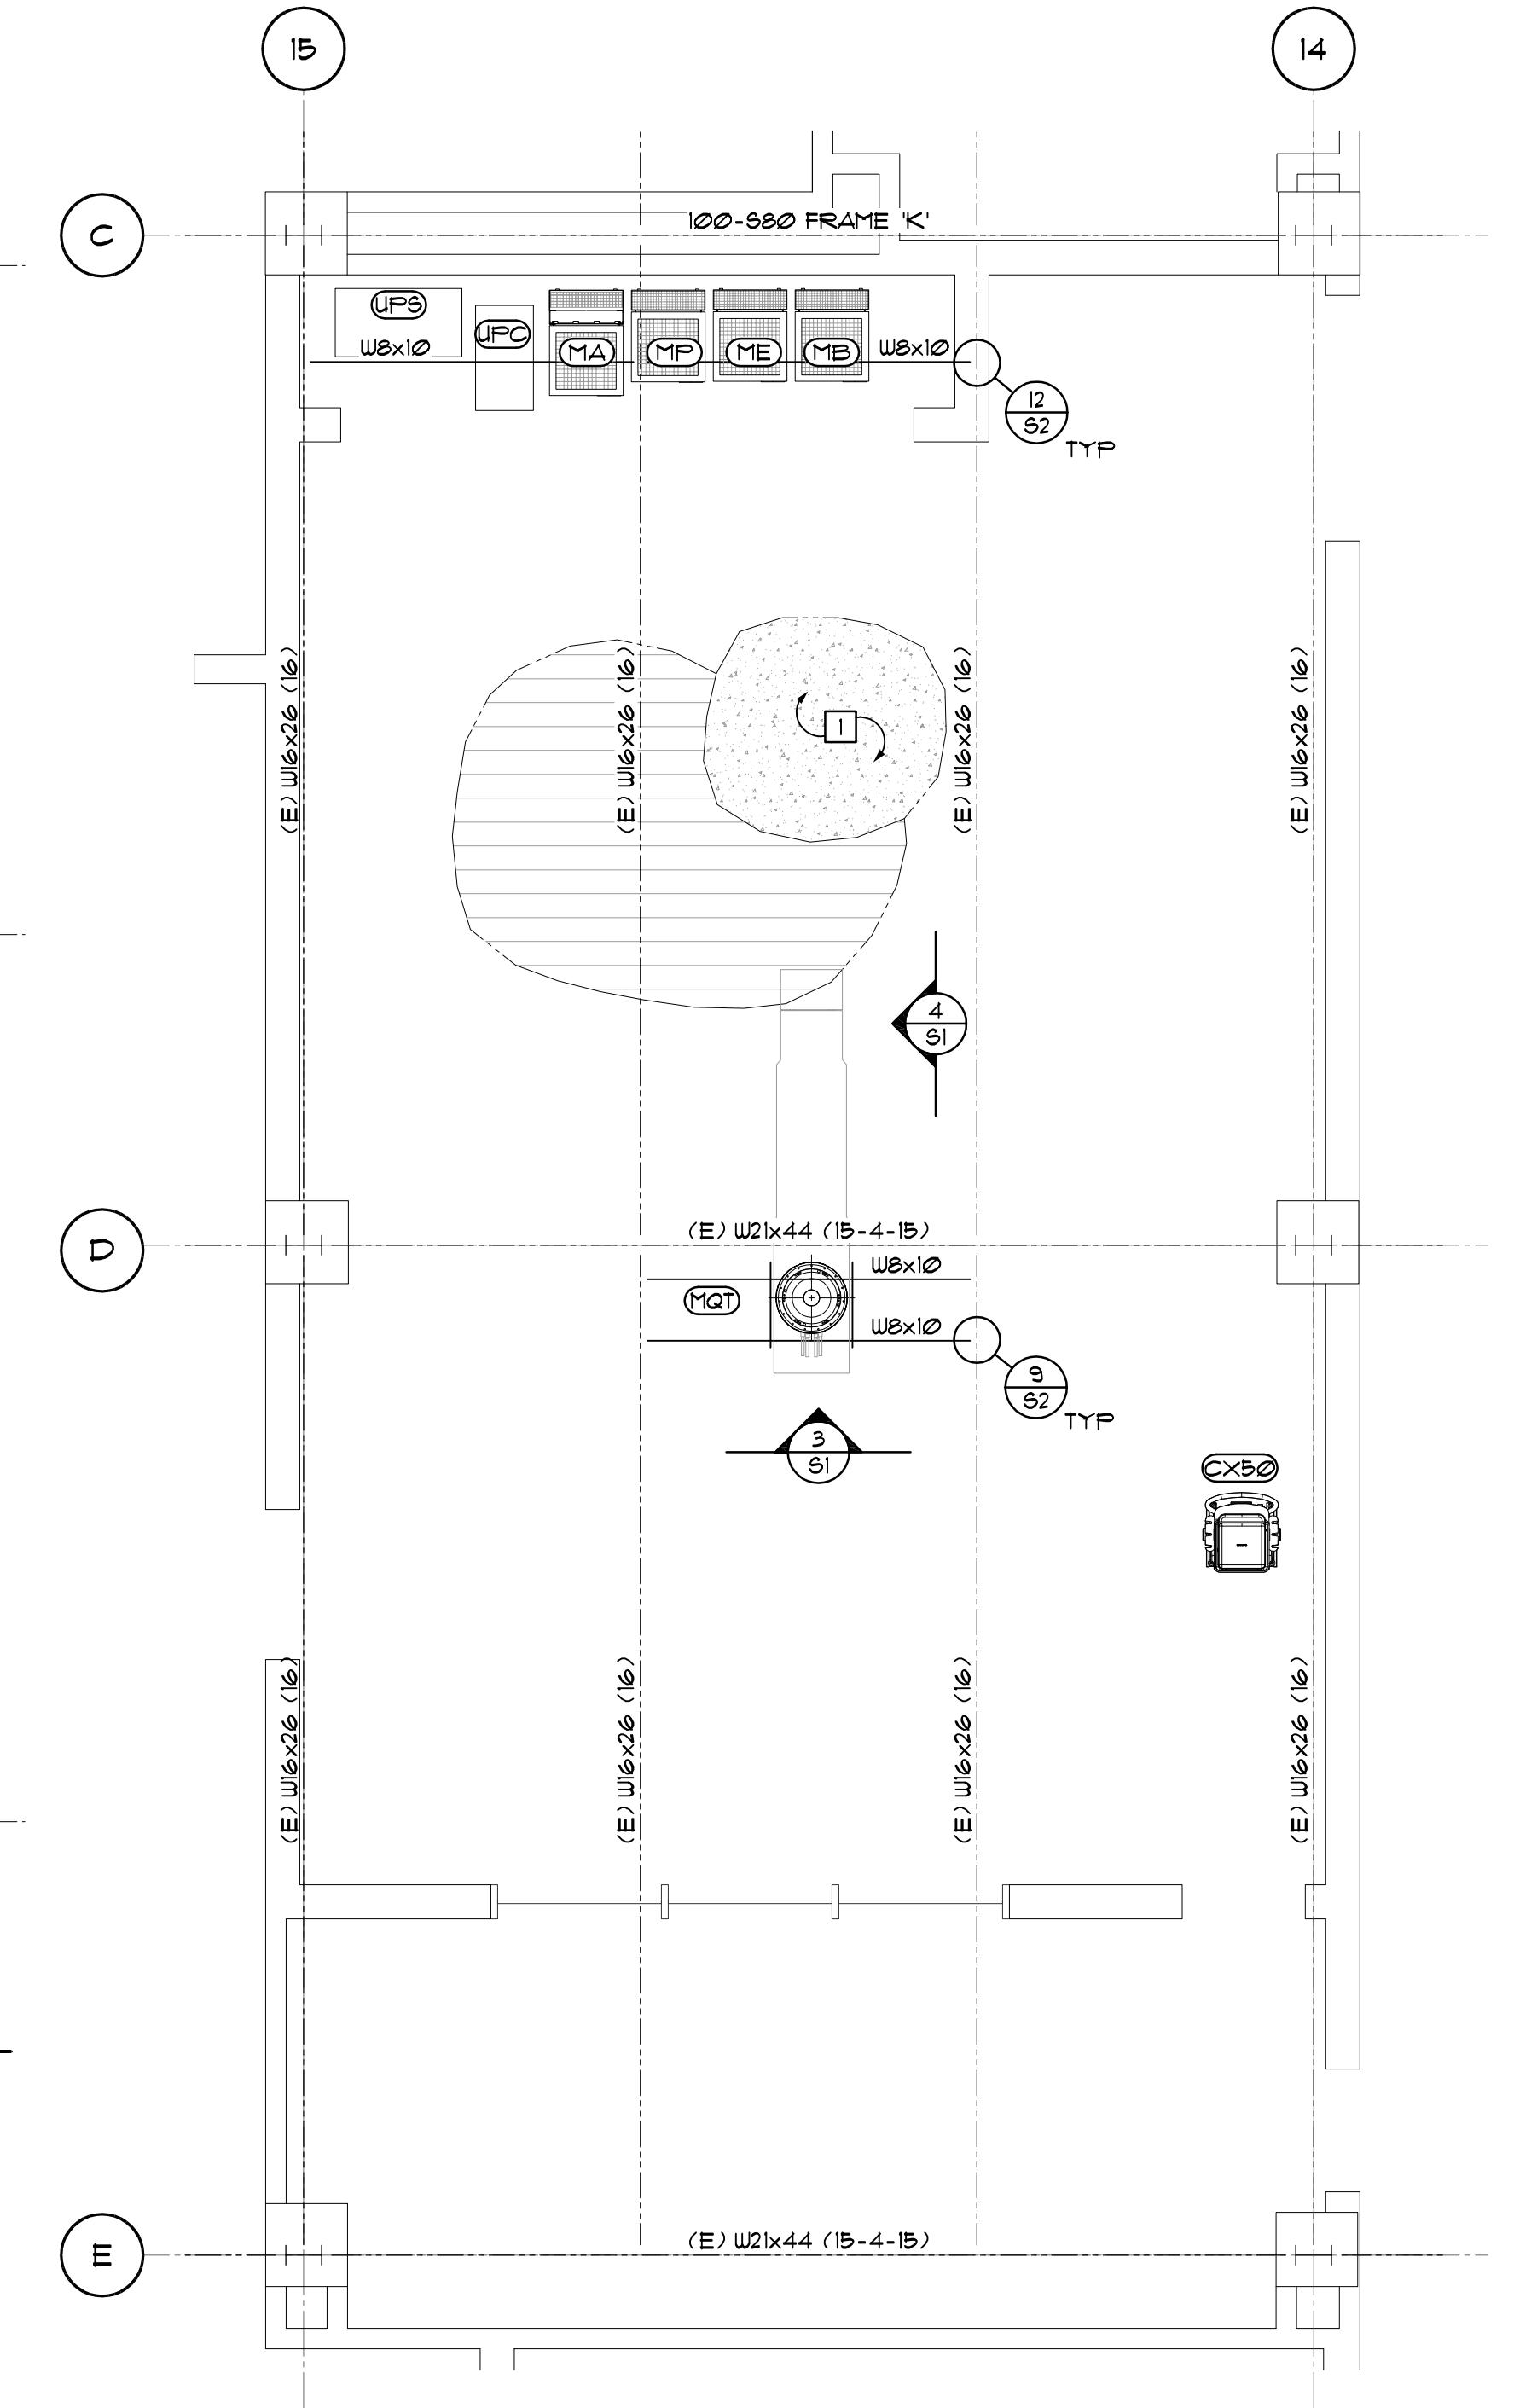 15
14
C
100-S80 FRAME 'K'
UPS
UPC
W8x10
MA
MP
ME
MB
W8x10
12
S2
TYP
(E) W16x26 (16)
(E) W16x26 (16)
(E) W16x26 (16)
(E) W16x26 (16)
1
4
S1
D
(E) W21x44 (15-4-15)
W8x10
MQT
W8x10
9
S2
TYP
3
S1
CX50
(E) W16x26 (16)
(E) W16x26 (16)
(E) W16x26 (16)
(E) W16x26 (16)
E
(E) W21x44 (15-4-15)